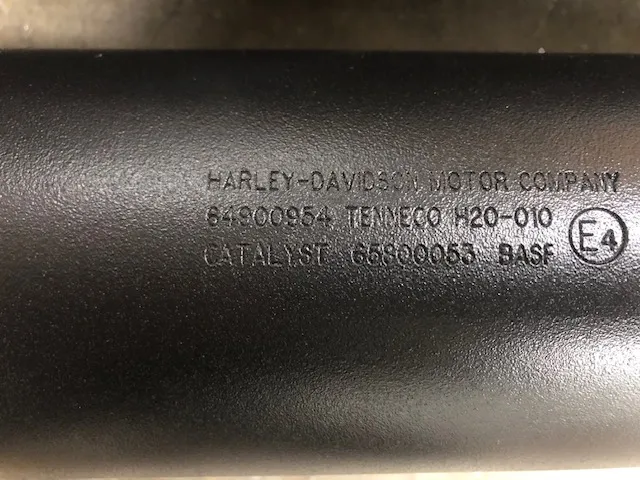 HARLEY-DAVIDSON MOTOR COMPANY
64900954 TENNECO H20-010
CATALYST 65800053 BASF E4